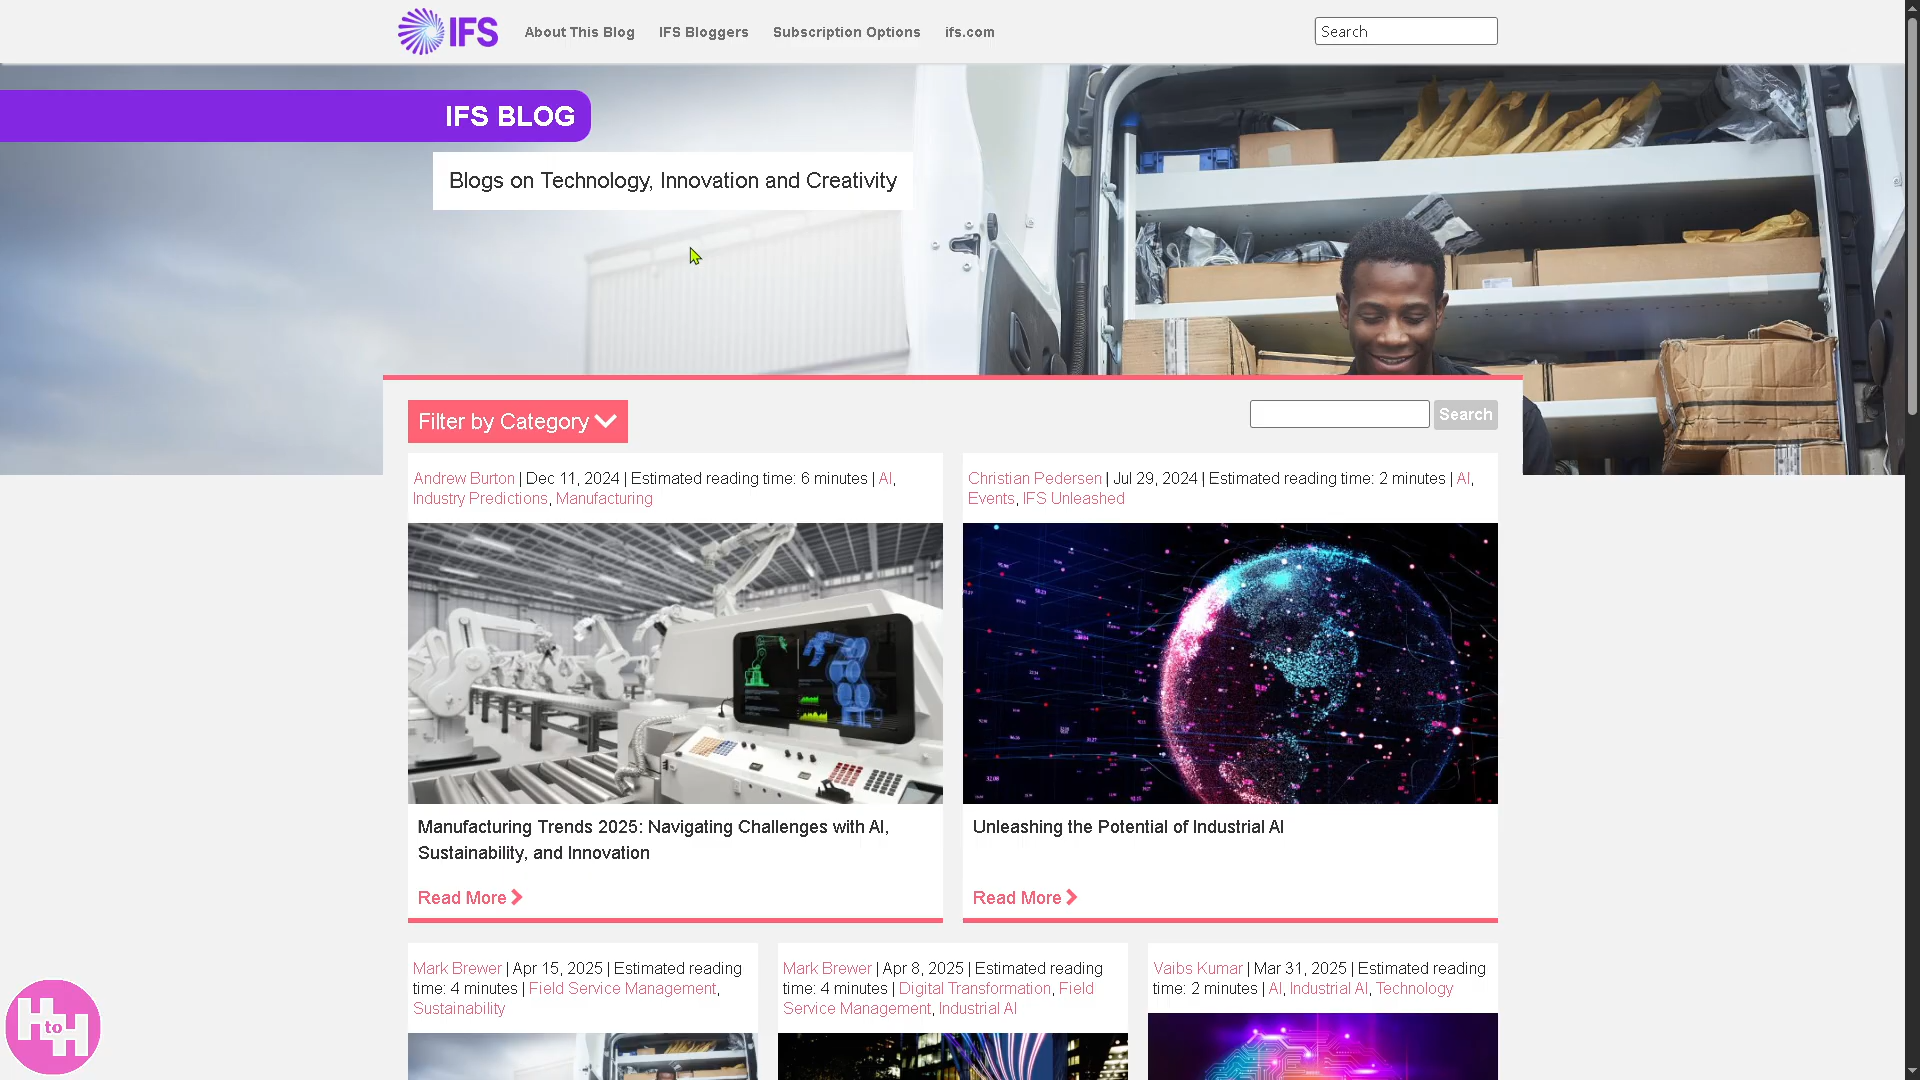 IFS
About This Blog
IFS Bloggers
Subscription Options
ifs.com
Search
IFS BLOG
Blogs on Technology, Innovation and Creativity
Filter by Category
Search
Andrew Burton | Dec 11, 2024 | Estimated reading time: 6 minutes | AI,
Industry Predictions, Manufacturing
Christian Pedersen | Jul 29, 2024 | Estimated reading time: 2 minutes | AI,
Events, IFS Unleashed
Manufacturing Trends 2025: Navigating Challenges with AI,
Sustainability, and Innovation
Read More
Unleashing the Potential of Industrial AI
Read More
Mark Brewer | Apr 15, 2025 | Estimated reading
time: 4 minutes | Field Service Management,
Sustainability
Mark Brewer | Apr 8, 2025 | Estimated reading
time: 4 minutes | Digital Transformation, Field
Service Management, Industrial AI
Vaibs Kumar | Mar 31, 2025 | Estimated reading
time: 2 minutes | AI, Industrial AI, Technology
H to H